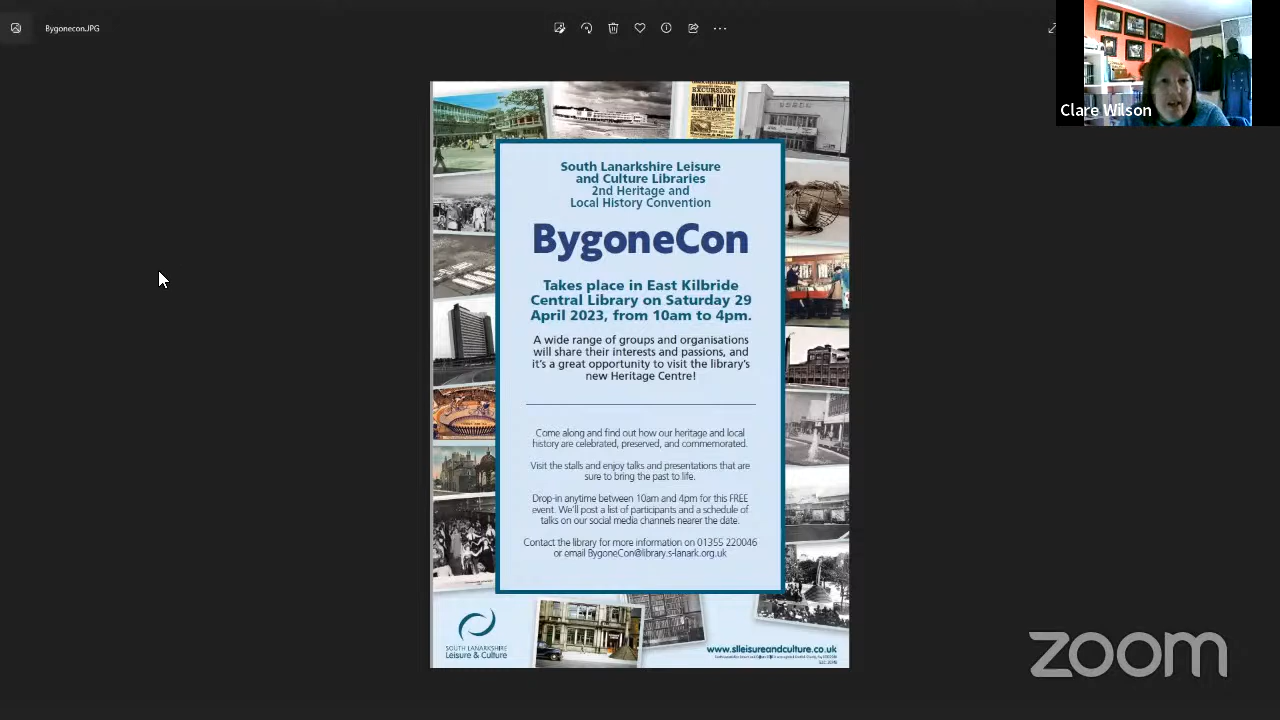 Bygonecon.JPG
Clare Wilson
EXCURSIONS
BARNUM & BAILEY
ODEON
South Lanarkshire Leisure
and Culture Libraries
2nd Heritage and
Local History Convention
BygoneCon
Takes place in East Kilbride
Central Library on Saturday 29
April 2023, from 10am to 4pm.
A wide range of groups and organisations
will share their interests and passions, and
it's a great opportunity to visit the library's
new Heritage Centre!
Come along and find out how our heritage and local
history are celebrated, preserved, and commemorated.
Visit the stalls and enjoy talks and presentations that are
sure to bring the past to life.
Drop-in anytime between 10am and 4pm for this FREE
event. We'll post a list of participants and a schedule of
talks on our social media channels nearer the date.
Contact the library for more information on 01355 220046
or email BygoneCon@library.s-lanark.org.uk
SOUTH LANARKSHIRE
Leisure & Culture
www.slleisureandculture.co.uk
zoom